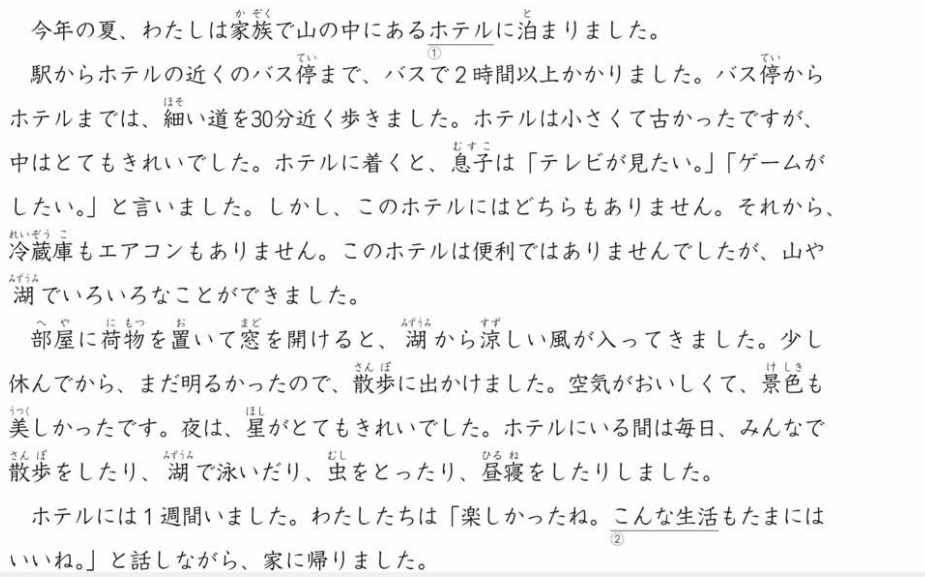 今年の夏、わたしは家族で山の中にあるホテルに泊まりました。
駅からホテルの近くのバス停まで、バスで2時間以上かかりました。バス停から
ホテルまでは、細い道を30分近く歩きました。ホテルは小さくて古かったですが、
中はとてもきれいでした。ホテルに着くと、息子は「テレビが見たい。」「ゲームが
したい。」と言いました。しかし、このホテルにはどちらもありません。それから、
冷蔵庫もエアコンもありません。このホテルは便利ではありませんでしたが、山や
湖でいろいろなことができました。
部屋に荷物を置いて窓を開けると、湖から涼しい風が入ってきました。少し
休んでから、まだ明るかったので、散歩に出かけました。空気がおいしくて、景色も
美しかったです。夜は、星がとてもきれいでした。ホテルにいる間は毎日、みんなで
散歩をしたり、湖で泳いだり、虫をとったり、昼寝をしたりしました。
ホテルには1週間いました。わたしたちは「楽しかったね。こんな生活もたまには
いいね。」と話しながら、家に帰りました。